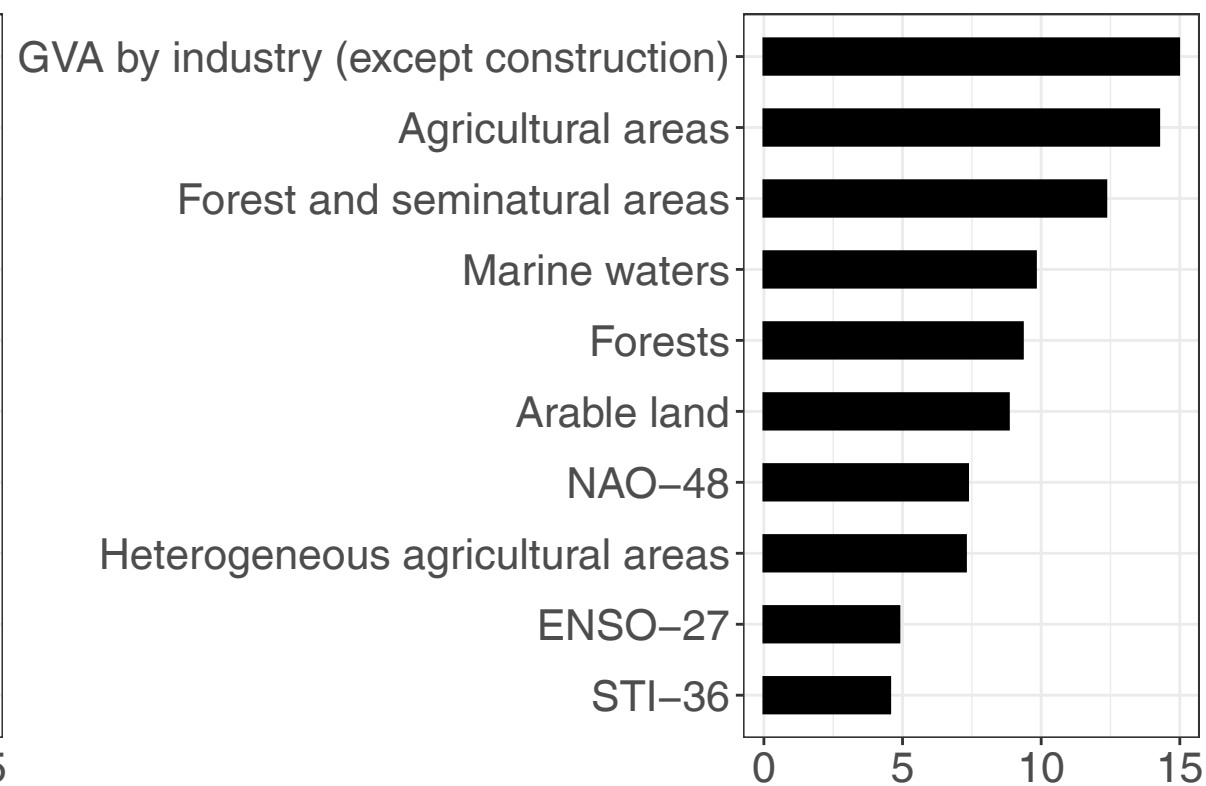 GVA by industry (except construction)
Agricultural areas
Forest and seminatural areas
Marine waters
Forests
Arable land
NAO−48
Heterogeneous agricultural areas
ENSO−27
STI−36
0 5 10 15